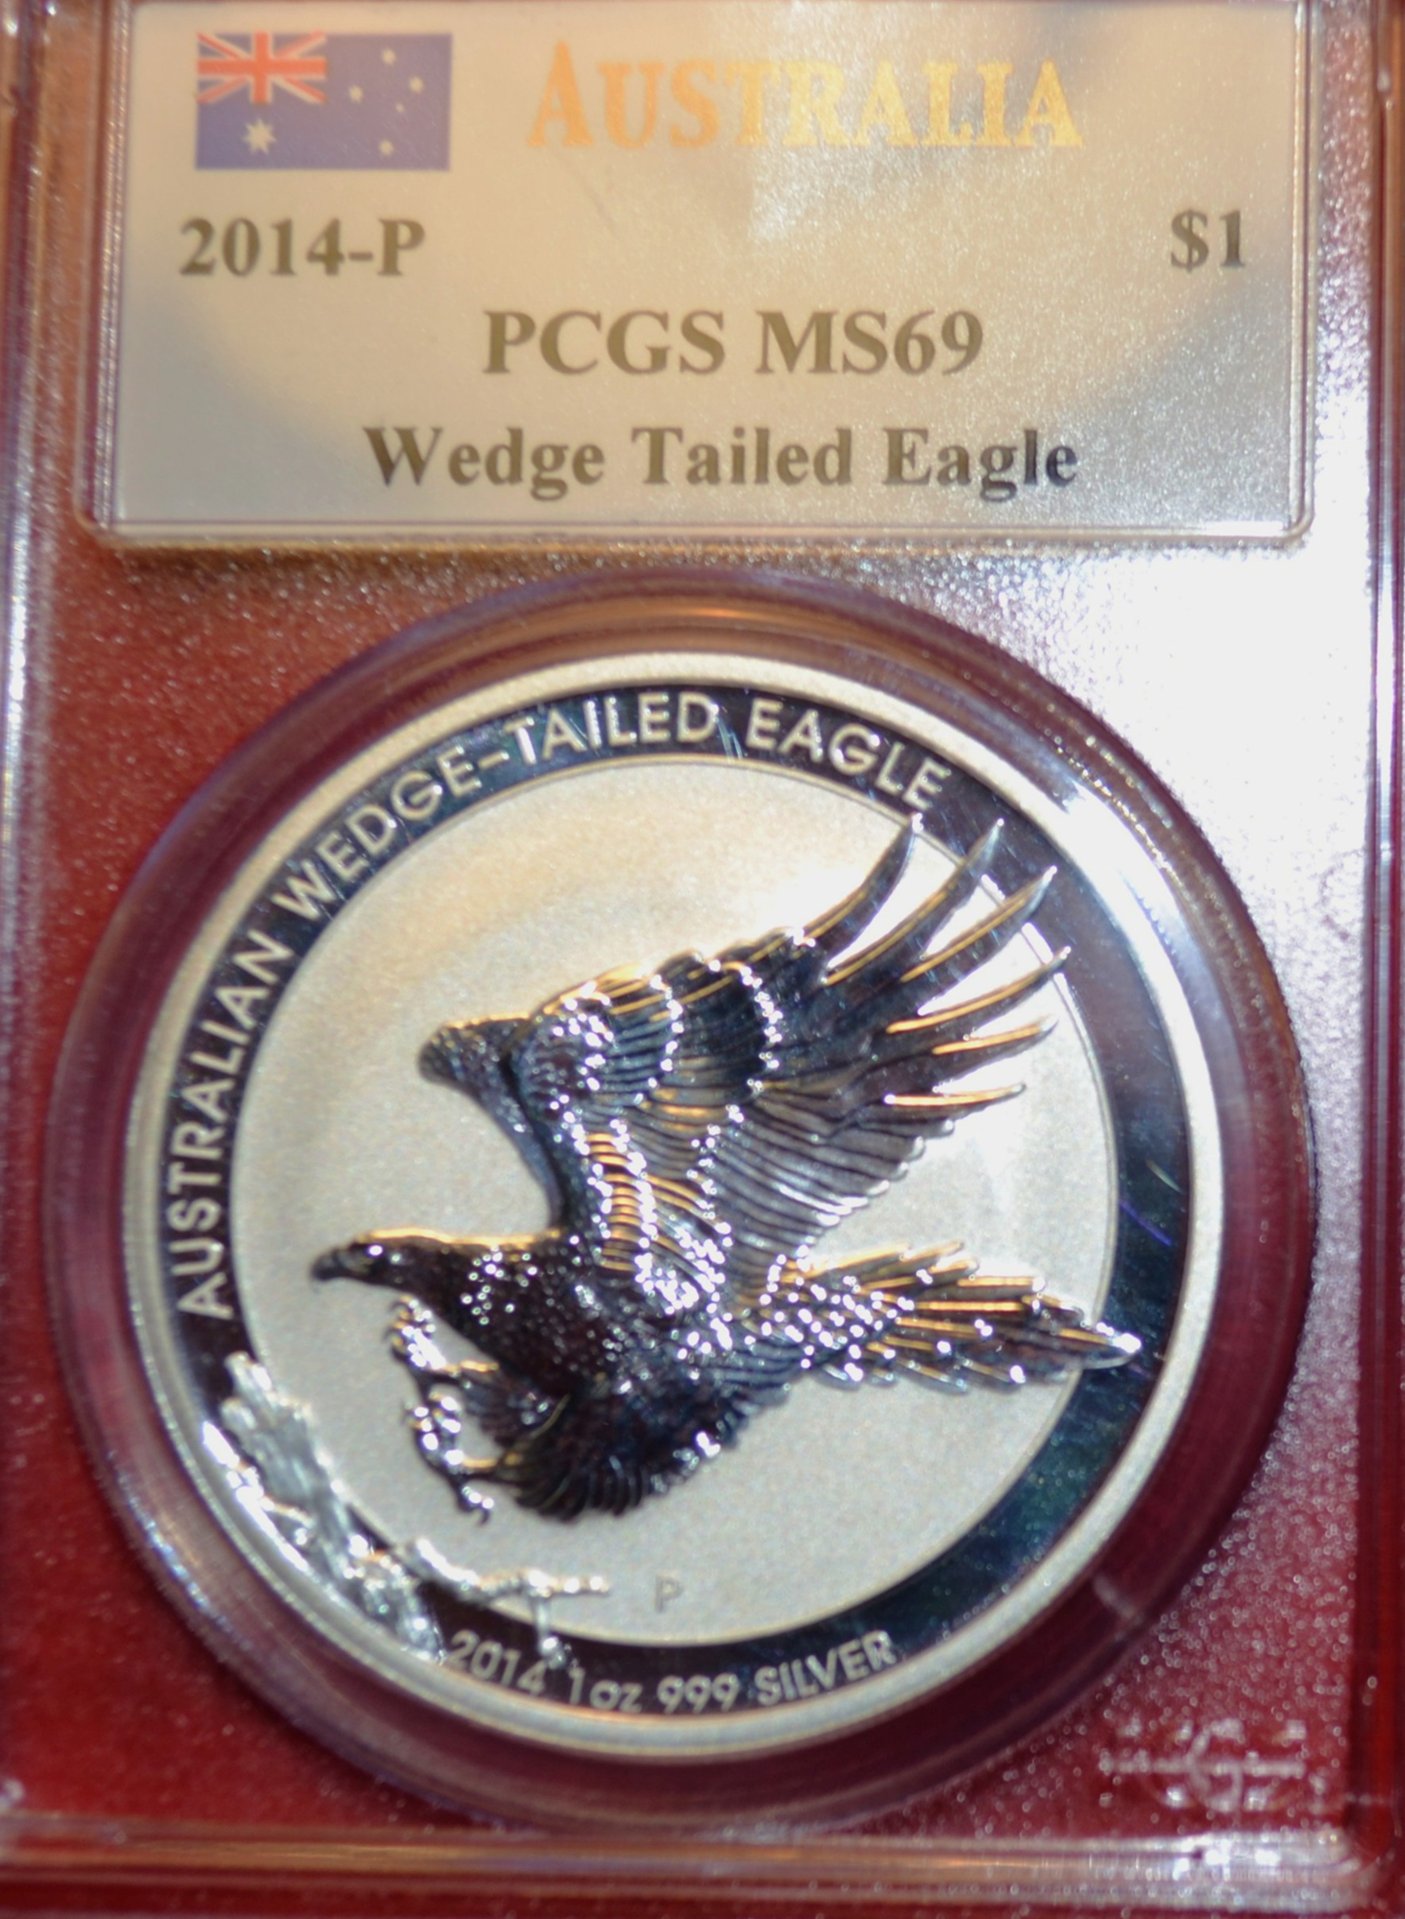 AUSTRALIA
2014-P $1
PCGS MS69
Wedge Tailed Eagle
AUSTRALIAN WEDGE-TAILED EAGLE
P
2014 1oz 999 SILVER